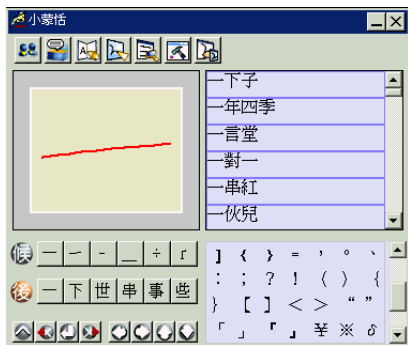 小蒙恬
一下子
一年四季
一言堂
一對一
一串紅
一伙兒
候 一 ㄧ - _ ÷ r
後 一 下 世 串 事 些
] { } = , 。 、
: ; ? ! ( ) {
} 【 】 < > “ ”
「 」 『 』 ¥ ※ δ